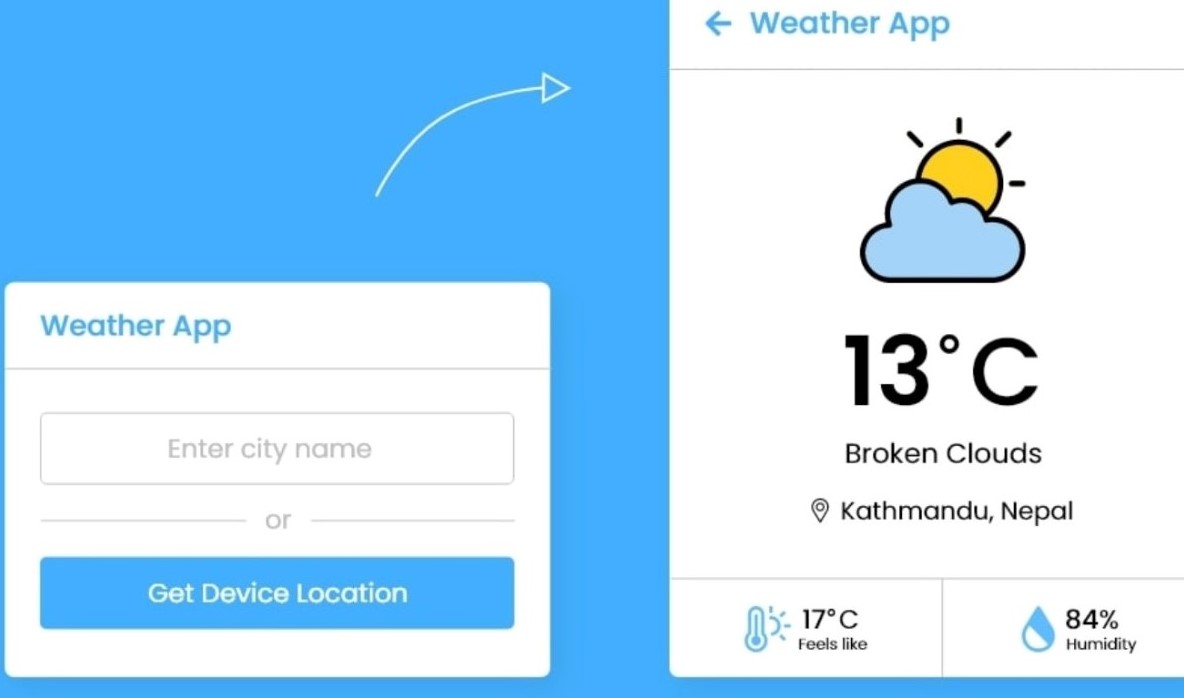 Weather App
Enter city name
or
Get Device Location
Weather App
13°C
Broken Clouds
Kathmandu, Nepal
17°C
Feels like
84%
Humidity